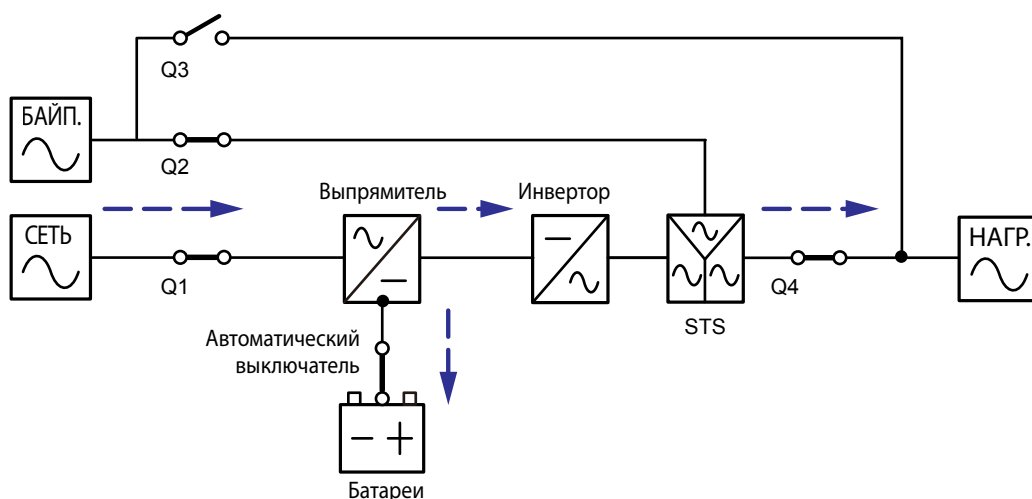 Q3
БАЙП.
Q2
Выпрямитель
Инвертор
СЕТЬ
НАГР.
Q1
Q4
STS
Автоматический
выключатель
Батареи